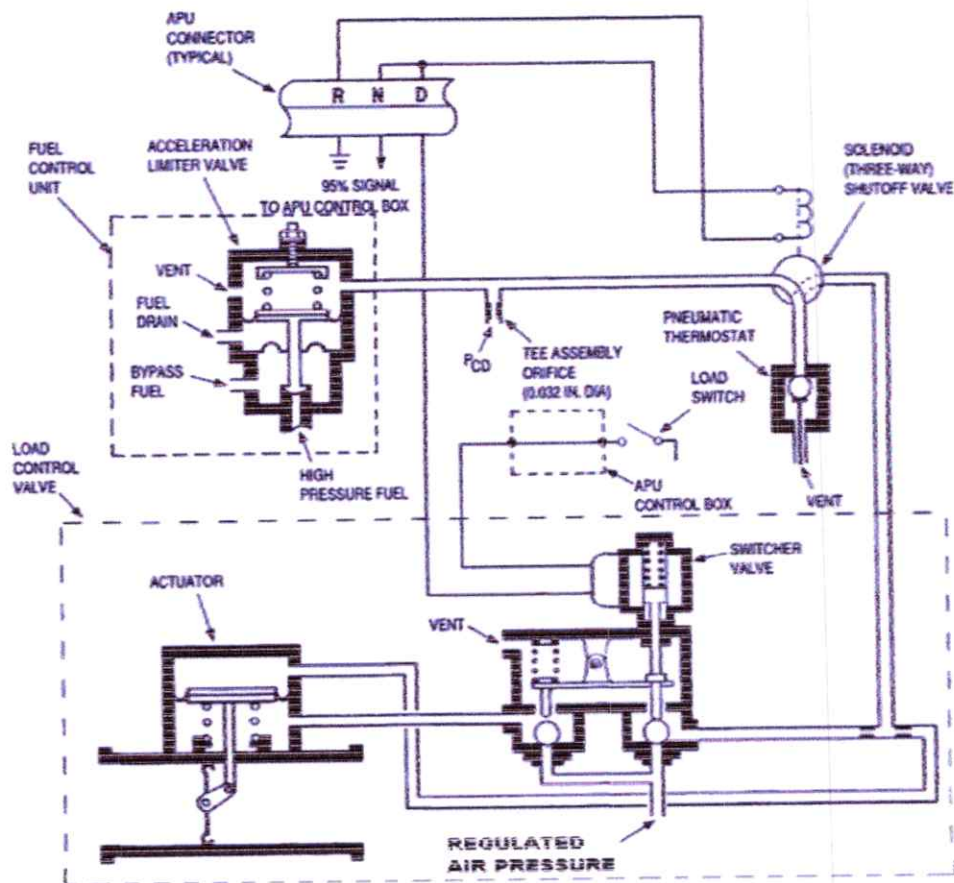 APU
CONNECTOR
(TYPICAL)
R N D
FUEL
CONTROL
UNIT
ACCELERATION
LIMITER VALVE
95% SIGNAL
TO APU CONTROL BOX
SOLENOID
(THREE-WAY)
SHUTOFF VALVE
VENT
FUEL
DRAIN
BYPASS
FUEL
PCD
TEE ASSEMBLY
ORIFICE
(0.032 IN. DIA)
PNEUMATIC
THERMOSTAT
LOAD
SWITCH
LOAD
CONTROL
VALVE
HIGH
PRESSURE FUEL
APU
CONTROL BOX
VENT
SWITCHER
VALVE
ACTUATOR
VENT
REGULATED
AIR PRESSURE